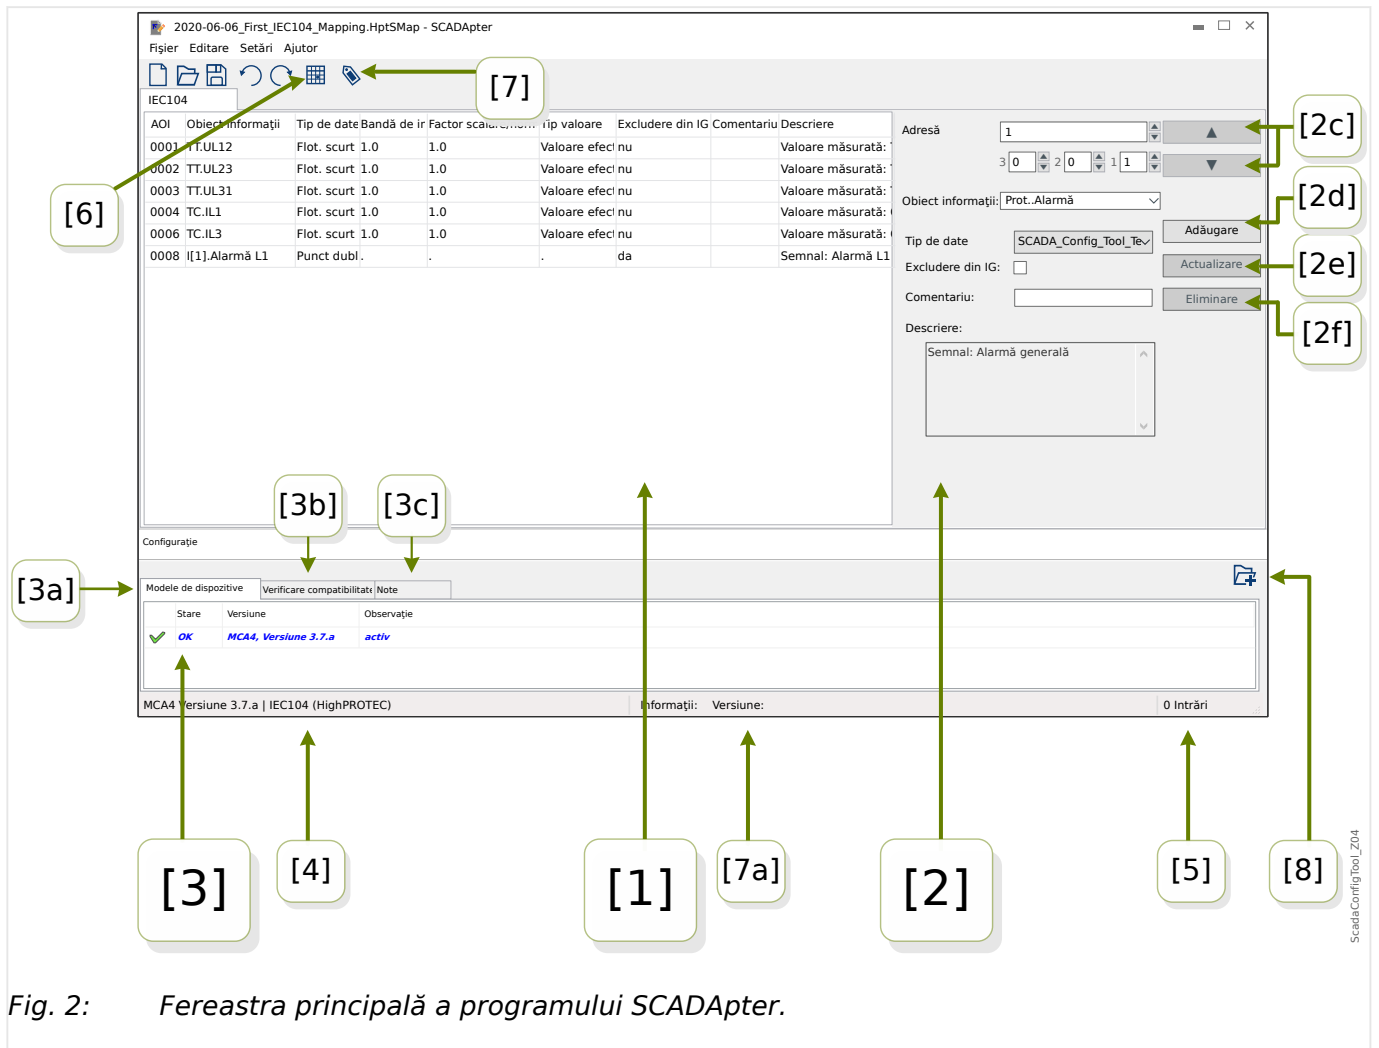 2020-06-06_First_IEC104_Mapping.HptSMap - SCADApter
Fișier Editare Setări Ajutor
[7]
IEC104
AOI Obiect informații Tip de date Bandă de ir Tip valoare Excludere din IG Comentariu Descriere
0001 TT.UL12 Flot. scurt 1.0 1.0 Valoare efect nu Valoare măsurată:
0002 TT.UL23 Flot. scurt 1.0 1.0 Valoare efect nu Valoare măsurată:
0003 TT.UL31 Flot. scurt 1.0 1.0 Valoare efect nu Valoare măsurată:
0004 TC.IL1 Flot. scurt 1.0 1.0 Valoare efect nu Valoare măsurată:
0006 TC.IL3 Flot. scurt 1.0 1.0 Valoare efect nu Valoare măsurată:
0008 I[1].Alarmă L1 Punct dubl . . . da Semnal: Alarmă L1
[6]
Adresă 1 ▲
3 0 2 0 1 1 ▼
Obiect informații: Prot..Alarmă
Adăugare
Tip de date SCADA_Config_Tool_Te
Excludere din IG: Actualizare
Comentariu: Eliminare
Descriere:
Semnal: Alarmă generală
[2c]
[2d]
[2e]
[2f]
[3b] [3c]
Configurație
[3a]
Modele de dispozitive Verificare compatibilitate Note
Stare Versiune Observație
OK MCA4, Versiune 3.7.a activ
MCA4 Versiune 3.7.a | IEC104 (HighPROTEC) Informații: Versiune: 0 Intrări
[3] [4] [1] [7a] [2] [5] [8]
ScadaConfigTool_Z04
Fig. 2: Fereastra principală a programului SCADApter.